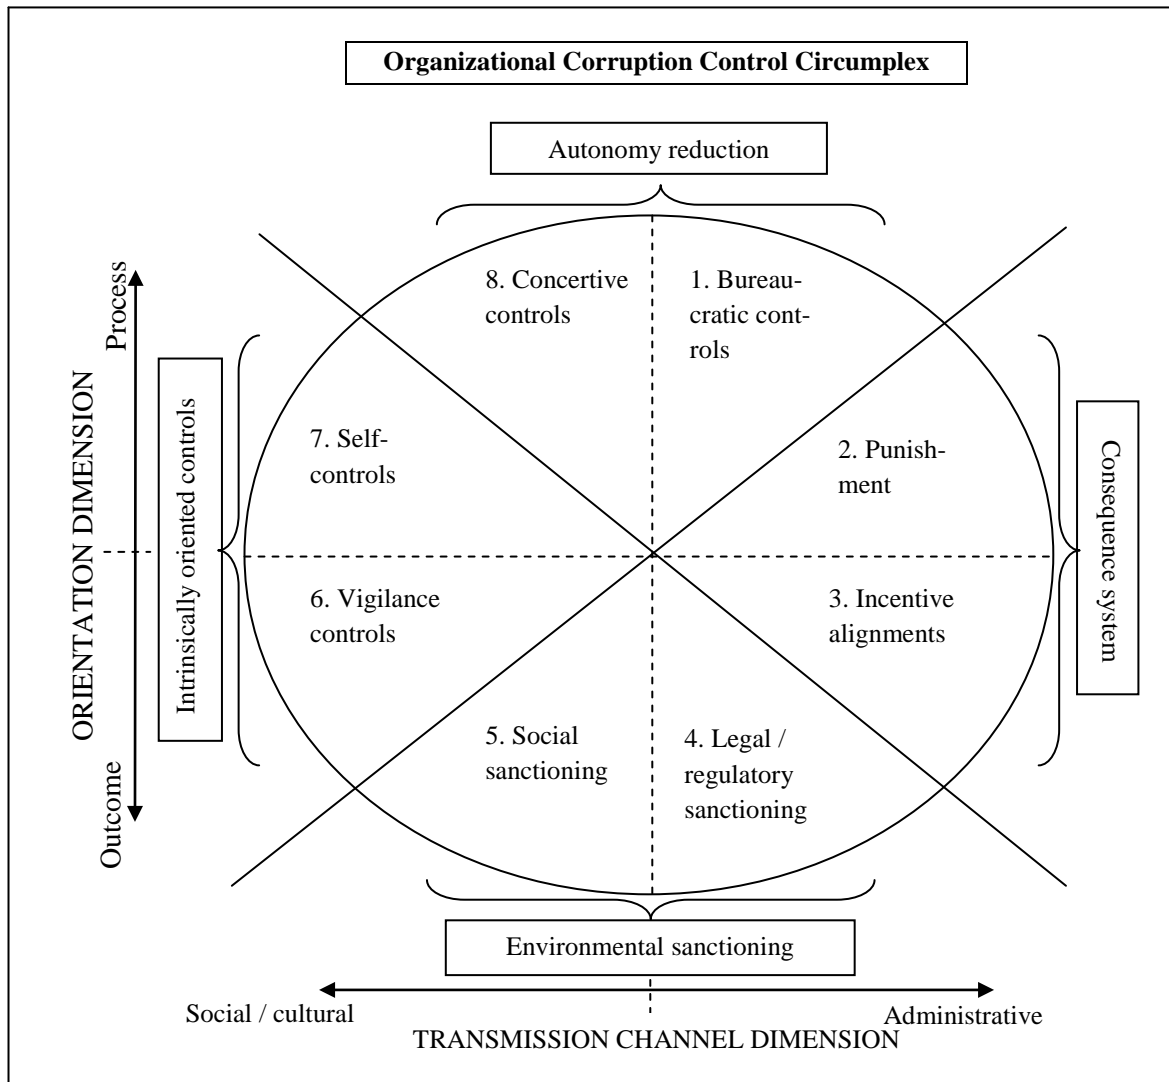 Organizational Corruption Control Circumplex
Autonomy reduction
8. Concertive
controls
1. Bureau-
cratic cont-
rols
Process
ORIENTATION DIMENSION
Outcome
Intrinsically oriented controls
7. Self-
controls
2. Punish-
ment
Consequence system
6. Vigilance
controls
3. Incentive
alignments
5. Social
sanctioning
4. Legal /
regulatory
sanctioning
Environmental sanctioning
Social / cultural
Administrative
TRANSMISSION CHANNEL DIMENSION